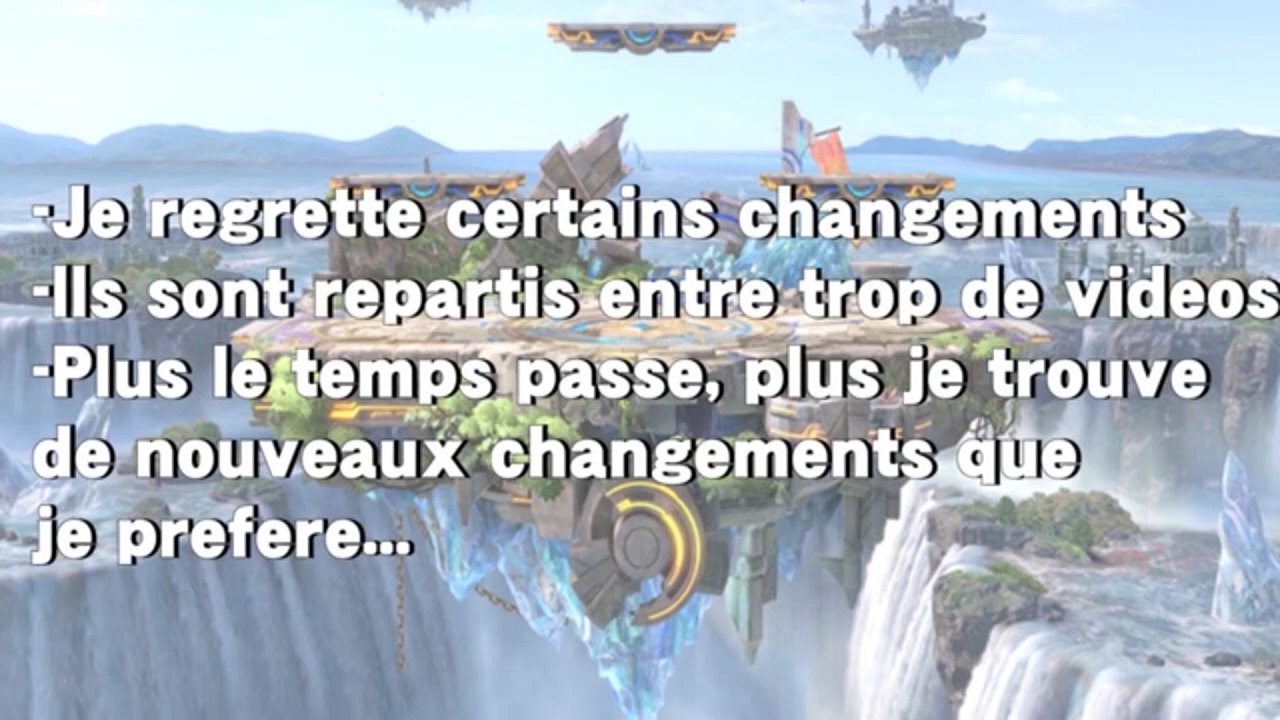 -Je regrette certains changements
-Ils sont repartis entre trop de videos
-Plus le temps passe, plus je trouve
de nouveaux changements que
je prefere...